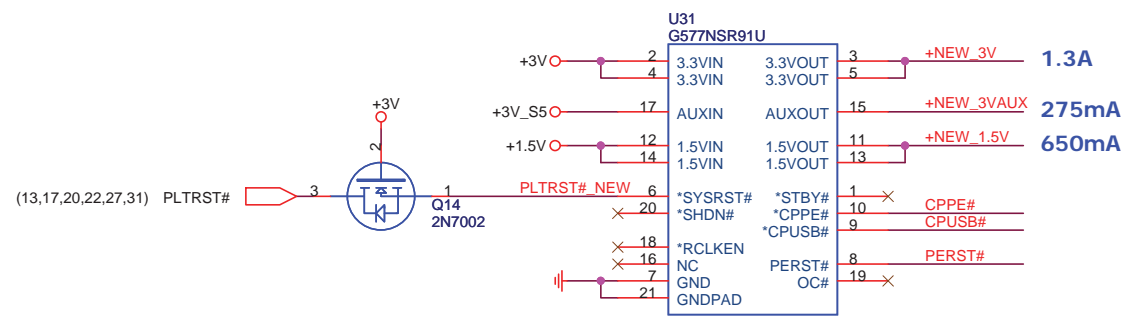 U31
G577NSR91U
+3V 2 3.3VIN 3.3VOUT 3 +NEW_3V 1.3A
4 3.3VIN 3.3VOUT 5
+3V_S5 17 AUXIN AUXOUT 15 +NEW_3VAUX 275mA
+3V
+1.5V 12 1.5VIN 1.5VOUT 11 +NEW_1.5V 650mA
2 14 1.5VIN 1.5VOUT 13
(13,17,20,22,27,31) PLTRST# 3 1 PLTRST#_NEW 6 *SYSRST# *STBY# 1
Q14 20 *SHDN# *CPPE# 10 CPPE#
2N7002 *CPUSB# 9 CPUSB#
18 *RCLKEN
16 NC PERST# 8 PERST#
7 GND OC# 19
21 GNDPAD